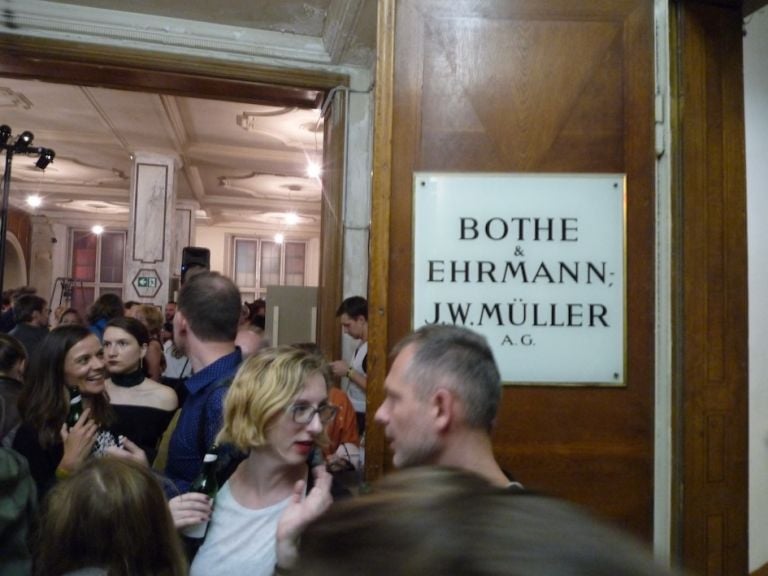 BOTHE
&
EHRMANN;
J.W.MÜLLER
A.G.